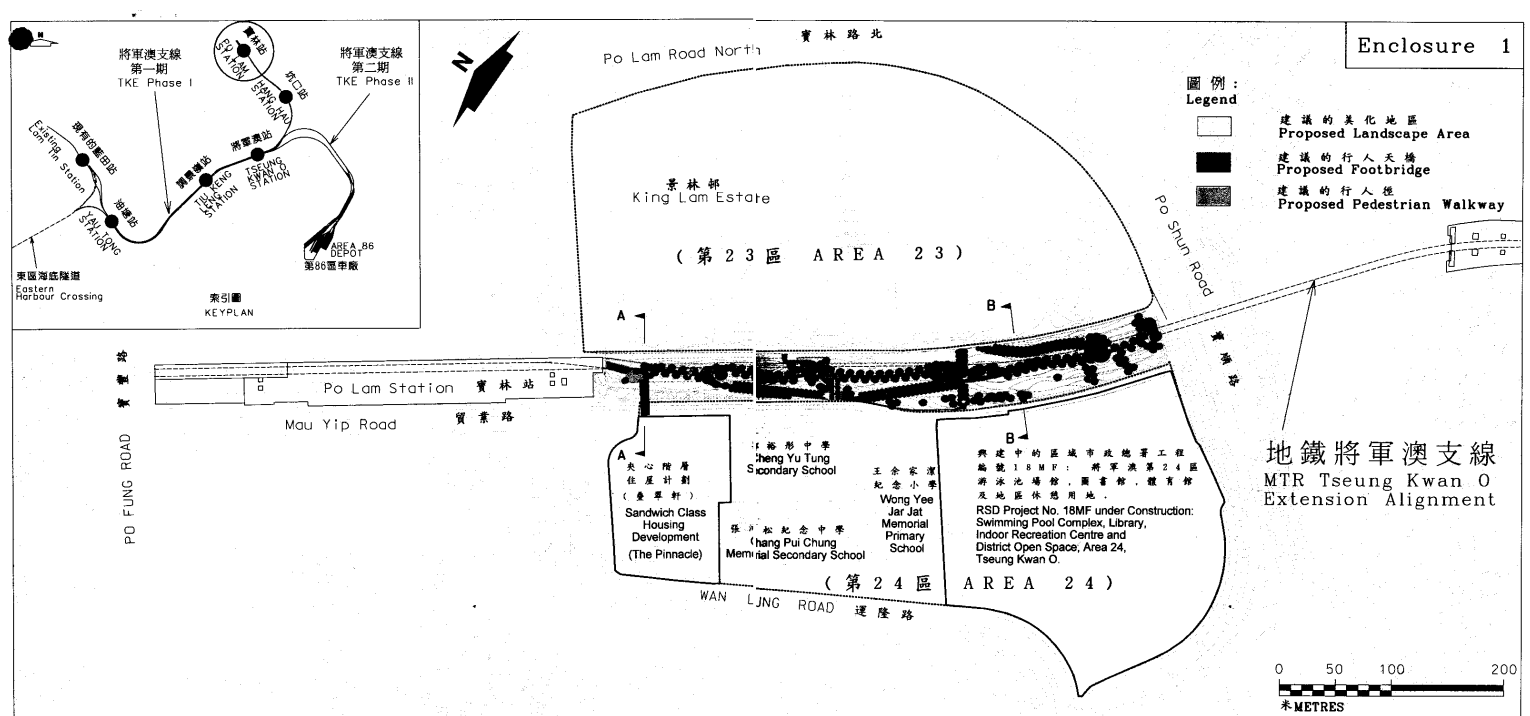 Enclosure 1
N
將軍澳支線
第一期
TKE Phase I
寶林站
PO LAM
STATION
將軍澳支線
第二期
TKE Phase II
坑口站
HANG HAU
STATION
將軍澳站
TSEUNG
KWAN O
STATION
調景嶺站
TIU KENG
LENG
STATION
現有的藍田站
Existing
Lam Tin Station
油塘站
YAU TONG
STATION
AREA 86
DEPOT
第86區車廠
東區海底隧道
Eastern
Harbour Crossing
索引圖
KEYPLAN
N
寶林路北
Po Lam Road North
圖例:
Legend
建議的美化地區
Proposed Landscape Area
建議的行人天橋
Proposed Footbridge
建議的行人徑
Proposed Pedestrian Walkway
景林邨
King Lam Estate
(第23區 AREA 23)
Po Shun Road
寶順路
A
B
寶豐路
PO FUNG ROAD
Po Lam Station 寶林站
Mau Yip Road
貿業路
A
B
夾心階層
住屋計劃
(疊翠軒)
Sandwich Class
Housing
Development
(The Pinnacle)
裕彤中學
Cheng Yu Tung
Secondary School
張沛松紀念中學
Chang Pui Chung
Memorial Secondary School
王余家潔
紀念小學
Wong Yee
Jar Jat
Memorial
Primary
School
興建中的區域市政總署工程
編號18MF: 將軍澳第24區
游泳池場館,圖書館,體育館
及地區休憩用地.
RSD Project No. 18MF under Construction:
Swimming Pool Complex, Library,
Indoor Recreation Centre and
District Open Space, Area 24,
Tseung Kwan O.
(第24區 AREA 24)
WAN LUNG ROAD 運隆路
地鐵將軍澳支線
MTR Tseung Kwan O
Extension Alignment
0 50 100 200
米METRES